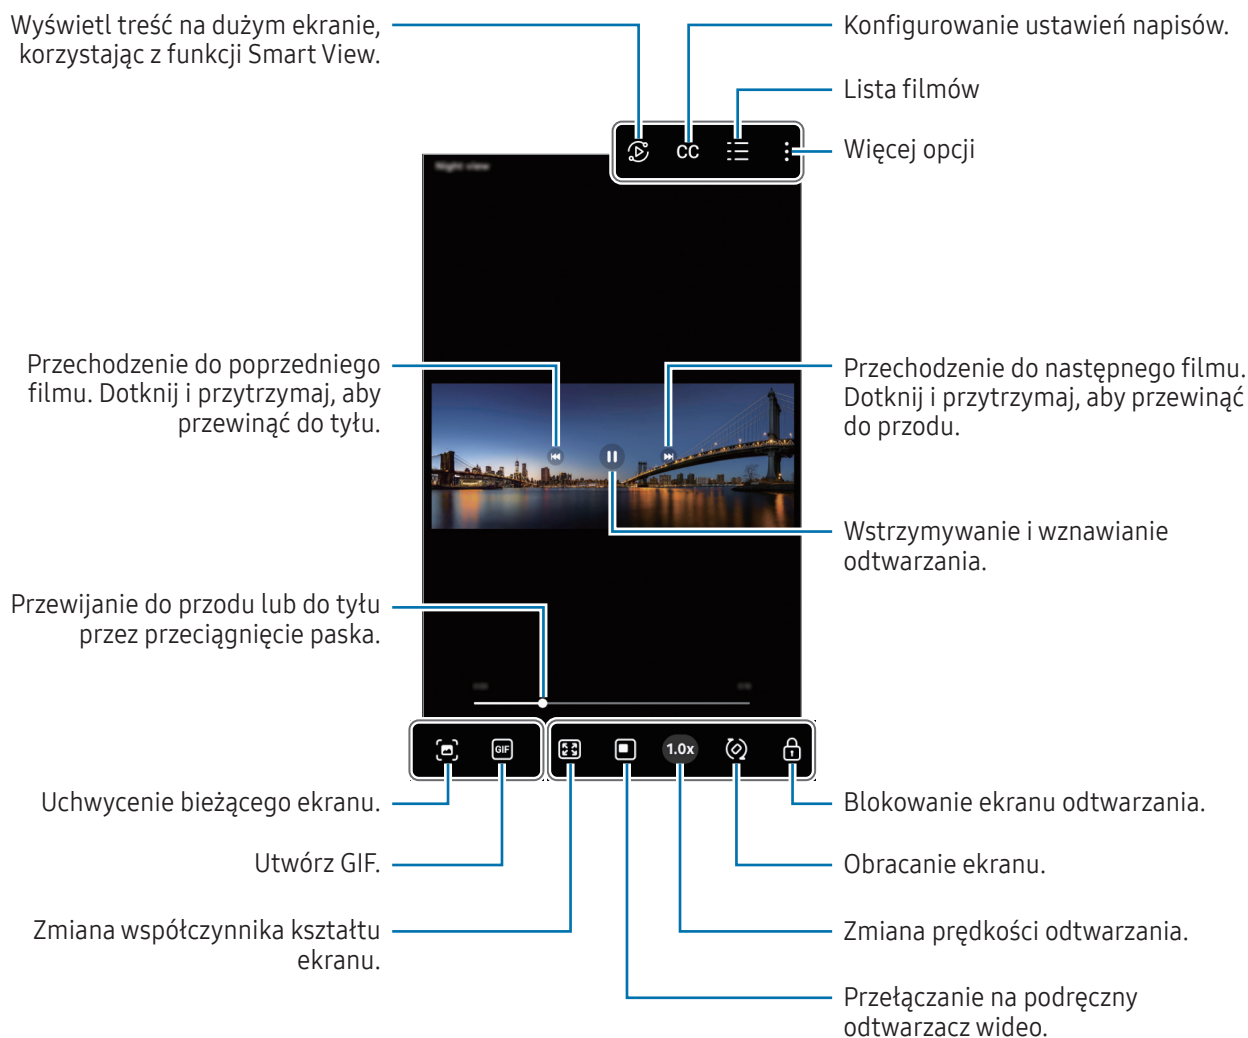 Wyświetl treść na dużym ekranie,
korzystając z funkcji Smart View.
Konfigurowanie ustawień napisów.
Lista filmów
Więcej opcji
CC
Night view
Przechodzenie do poprzedniego
filmu. Dotknij i przytrzymaj, aby
przewinąć do tyłu.
Przechodzenie do następnego filmu.
Dotknij i przytrzymaj, aby przewinąć
do przodu.
Wstrzymywanie i wznawianie
odtwarzania.
Przewijanie do przodu lub do tyłu
przez przeciągnięcie paska.
GIF
1.0x
Uchwycenie bieżącego ekranu.
Utwórz GIF.
Zmiana współczynnika kształtu
ekranu.
Blokowanie ekranu odtwarzania.
Obracanie ekranu.
Zmiana prędkości odtwarzania.
Przełączanie na podręczny
odtwarzacz wideo.